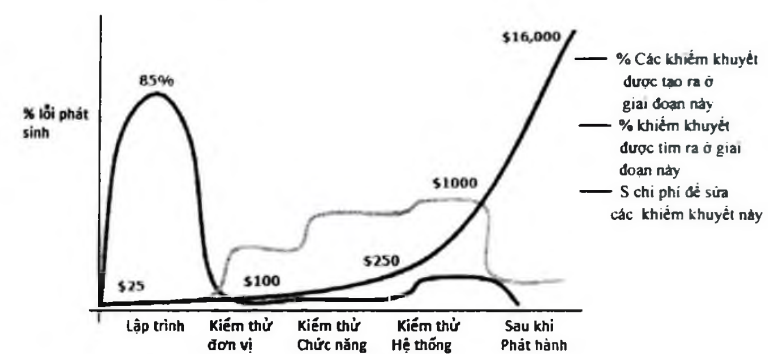 $16,000
85%
% lỗi phát
sinh
$1000
$250
$100
$25
Lập trình
Kiểm thử
đơn vị
Kiểm thử
Chức năng
Kiểm thử
Hệ thống
Sau khi
Phát hành
% Các khiếm khuyết
được tạo ra ở
giai đoạn này
% khiếm khuyết
được tìm ra ở giai
đoạn này
S chi phí để sửa
các khiếm khuyết này